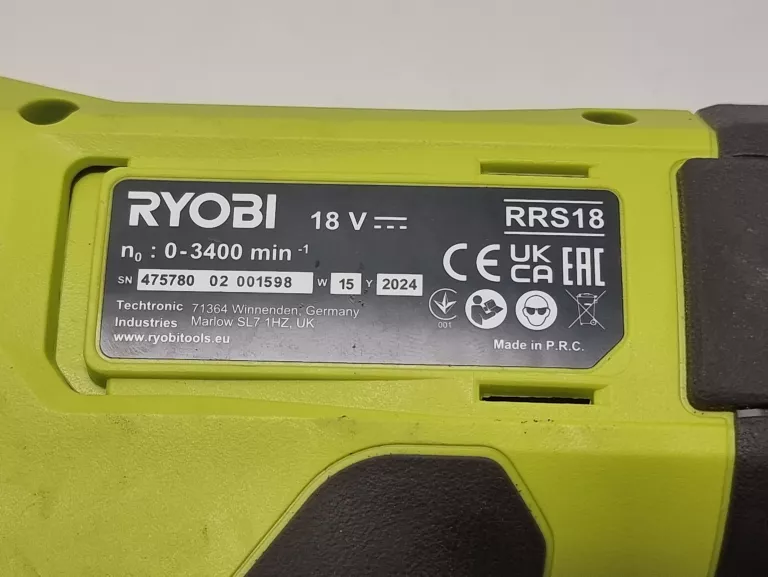 RYOBI 18 V RRS18
n₀ : 0-3400 min⁻¹
CE UK CA EAC
SN 475780 02 001598 W 15 Y 2024
001
Techtronic 71364 Winnenden, Germany
Industries Marlow SL7 1HZ, UK
www.ryobitools.eu Made in P.R.C.